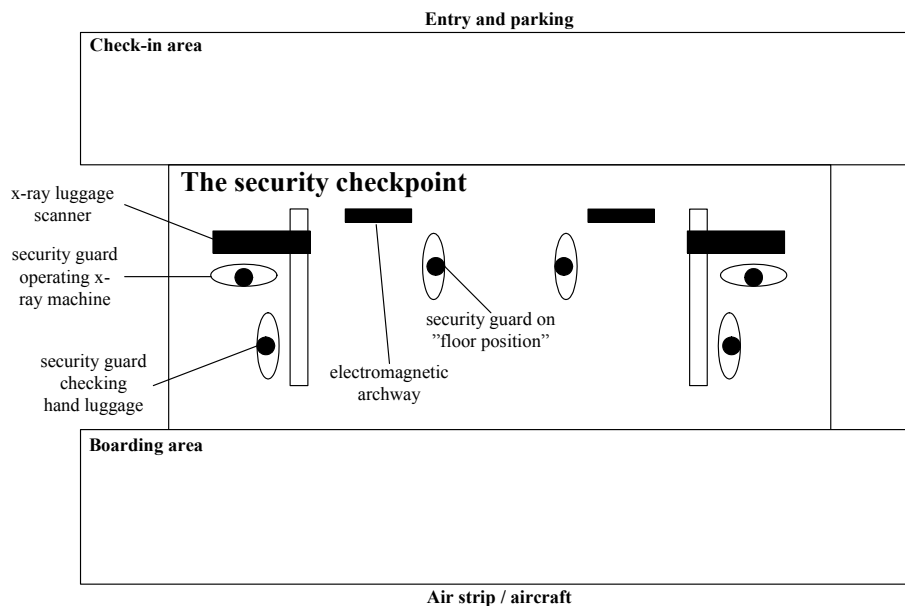 Entry and parking
Check-in area
The security checkpoint
x-ray luggage
scanner
security guard
operating x-
ray machine
security guard on
”floor position”
security guard
checking
hand luggage
electromagnetic
archway
Boarding area
Air strip / aircraft